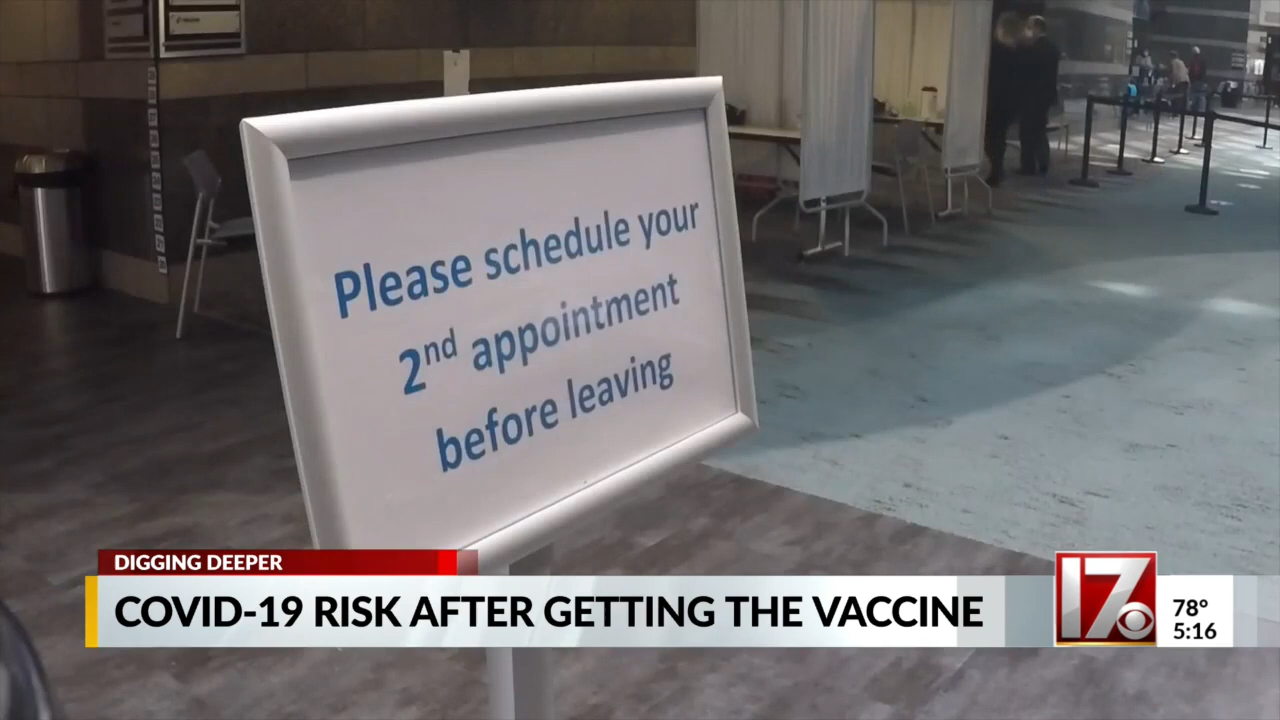 Please schedule your
2nd appointment
before leaving
DIGGING DEEPER
COVID-19 RISK AFTER GETTING THE VACCINE
17
78°
5:16